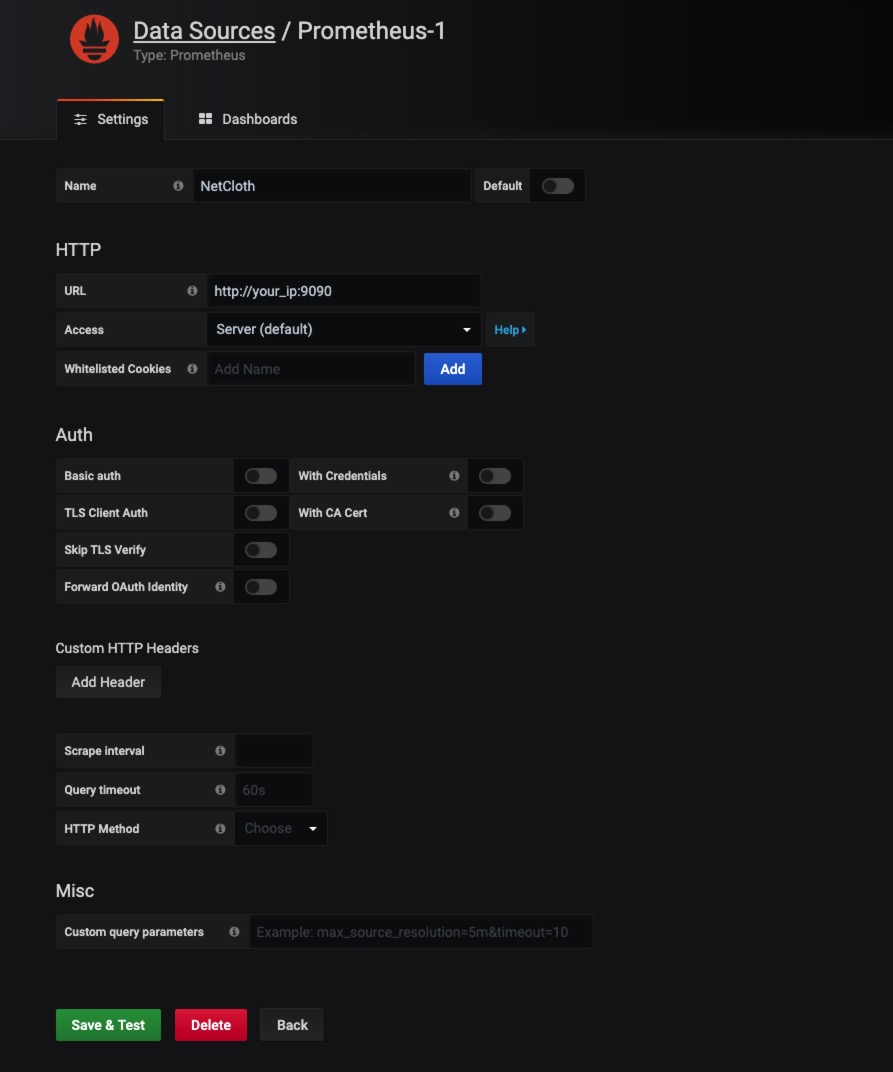 Data Sources / Prometheus-1
Type: Prometheus
Settings
Dashboards
Name
NetCloth
Default
HTTP
URL
http://your_ip:9090
Access
Server (default)
Help
Whitelisted Cookies
Add Name
Add
Auth
Basic auth
With Credentials
TLS Client Auth
With CA Cert
Skip TLS Verify
Forward OAuth Identity
Custom HTTP Headers
Add Header
Scrape interval
Query timeout
60s
HTTP Method
Choose
Misc
Custom query parameters
Example: max_source_resolution=5m&timeout=10
Save & Test
Delete
Back